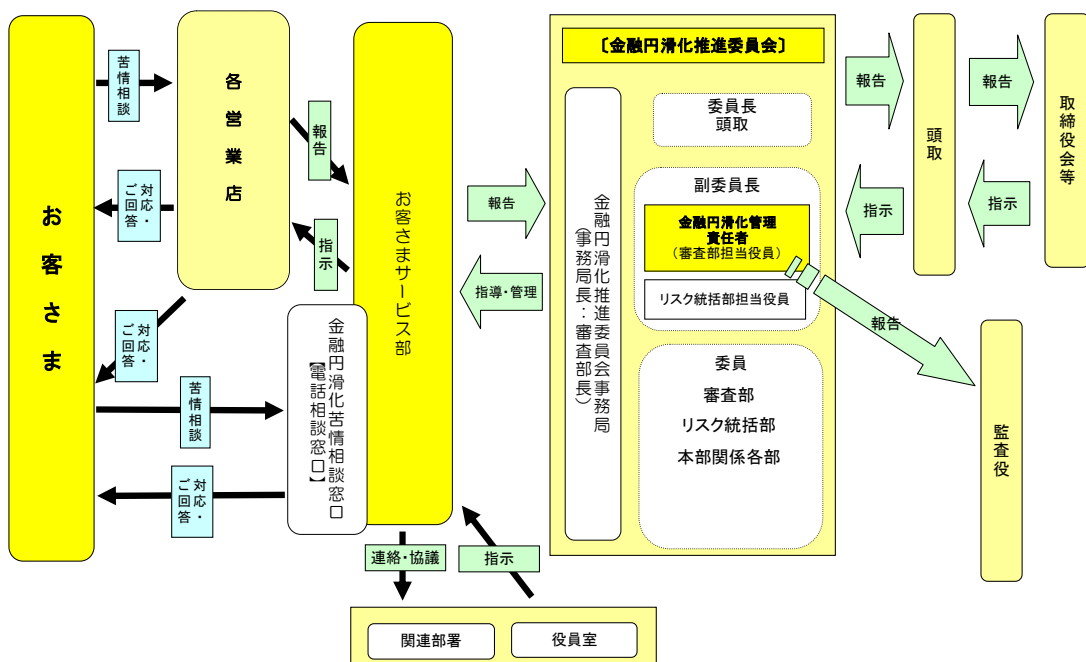 お客さま
苦情相談
対応・
ご回答
対応・
ご回答
苦情相談
対応・
ご回答
各営業店
報告
指示
お客さまサービス部
金融円滑化苦情相談窓口
【電話相談窓口】
連絡・協議
指示
関連部署
役員室
報告
指導・管理
〔金融円滑化推進委員会〕
金融円滑化推進委員会事務局
(事務局長：審査部長)
委員長
頭取
副委員長
金融円滑化管理
責任者
(審査部担当役員)
リスク統括部担当役員
委員
審査部
リスク統括部
本部関係各部
報告
指示
頭取
報告
指示
取締役会等
報告
監査役